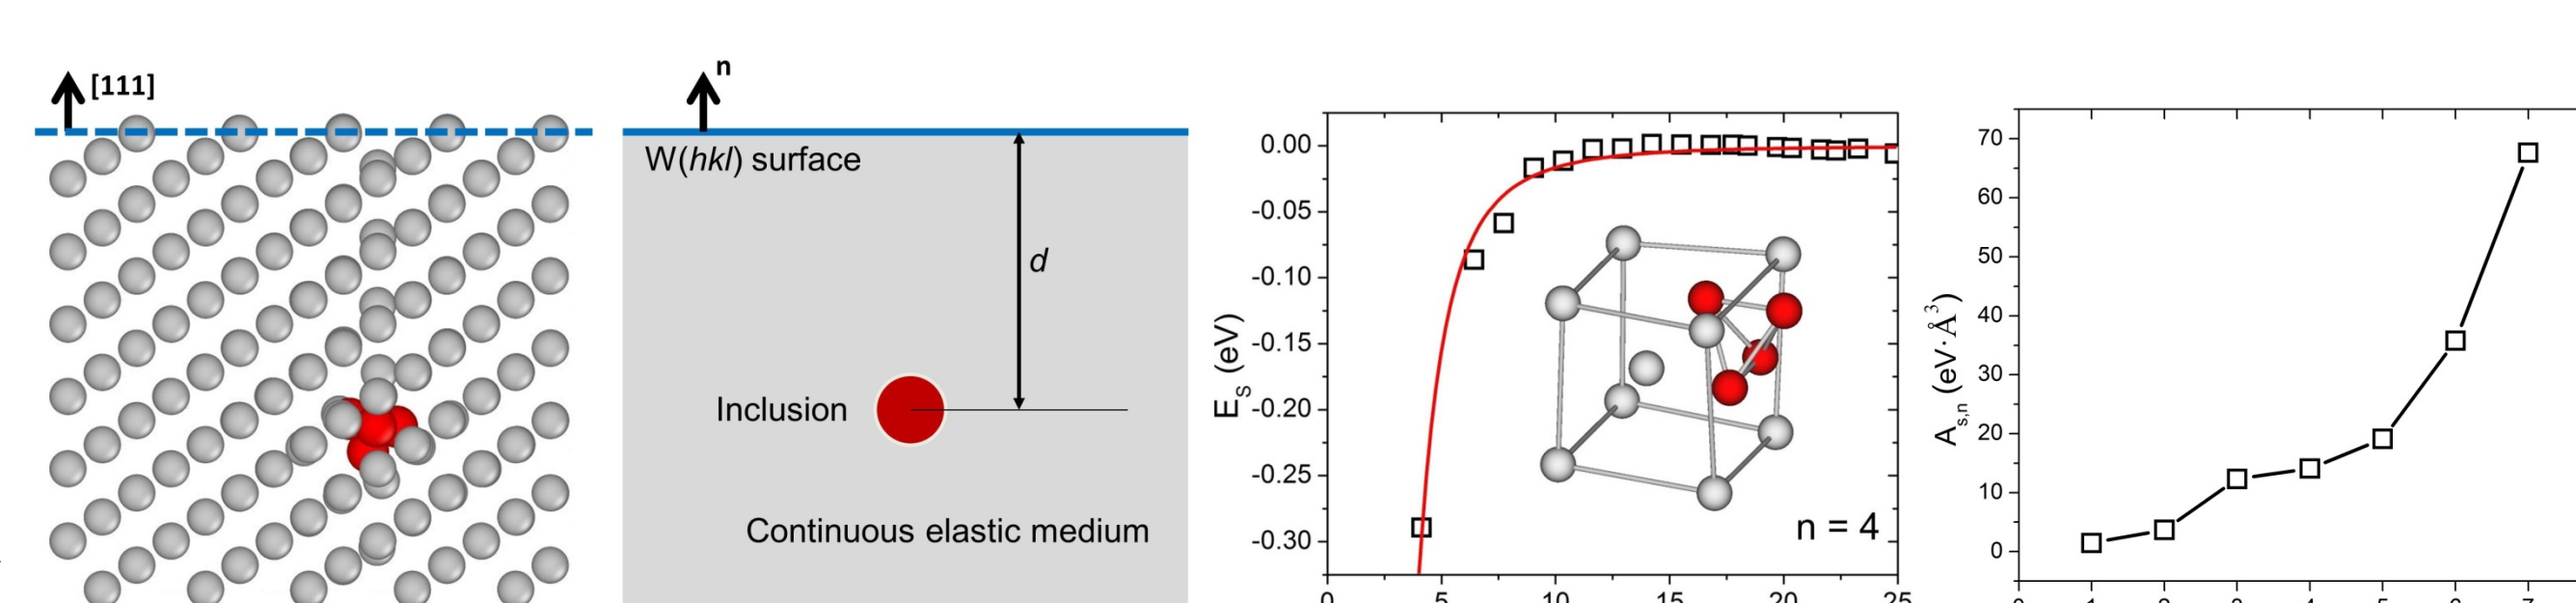 [111]
n
W(hkl) surface
d
Inclusion
Continuous elastic medium
E_S (eV)
0.00
-0.05
-0.10
-0.15
-0.20
-0.25
-0.30
n = 4
0 5 10 15 20 25
A_s,n (eV·Å³)
70
60
50
40
30
20
10
0
0 1 2 3 4 5 6 7